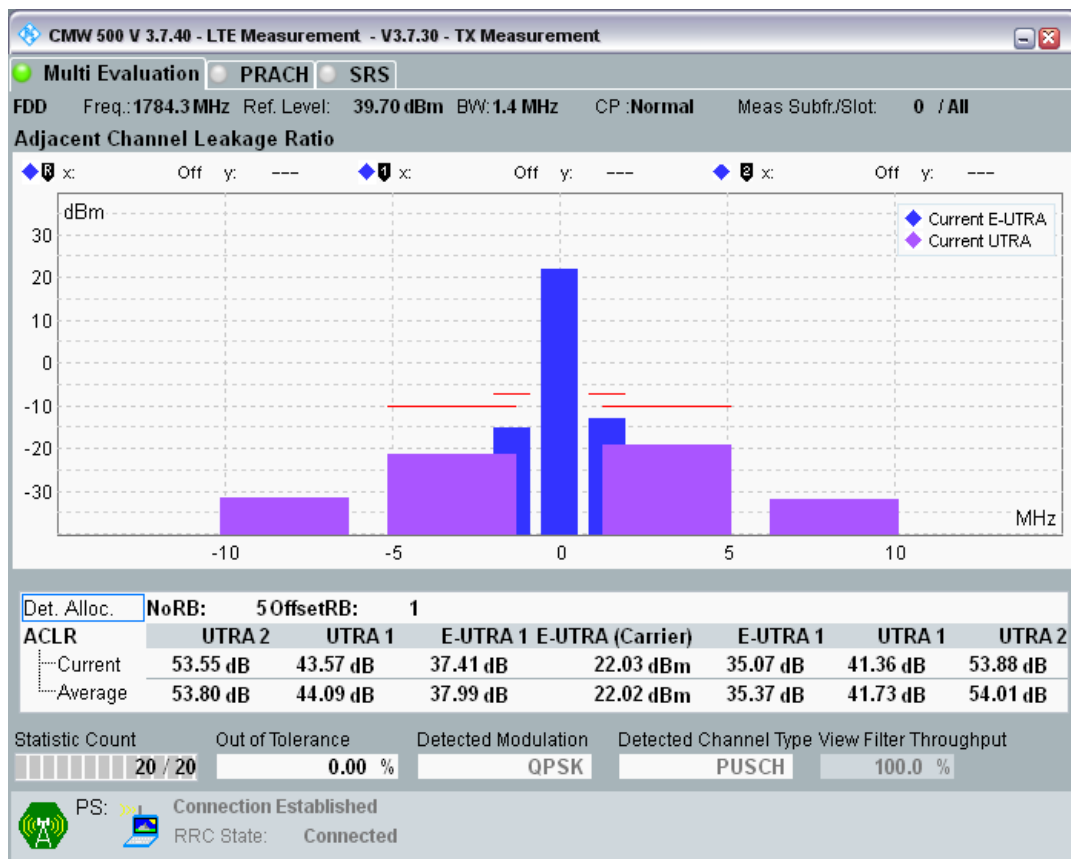 CMW 500 V 3.7.40 - LTE Measurement - V3.7.30 - TX Measurement
Multi Evaluation PRACH SRS
FDD Freq.: 1784.3 MHz Ref. Level: 39.70 dBm BW: 1.4 MHz CP : Normal Meas Subfr./Slot: 0 / All
Adjacent Channel Leakage Ratio
R x: Off y: --- 1 x: Off y: --- 2 x: Off y: ---
dBm
Current E-UTRA
Current UTRA
30
20
10
0
-10
-20
-30
MHz
-10 -5 0 5 10
Det. Alloc. NoRB: 5 OffsetRB: 1
ACLR UTRA 2 UTRA 1 E-UTRA 1 E-UTRA (Carrier) E-UTRA 1 UTRA 1 UTRA 2
Current 53.55 dB 43.57 dB 37.41 dB 22.03 dBm 35.07 dB 41.36 dB 53.88 dB
Average 53.80 dB 44.09 dB 37.99 dB 22.02 dBm 35.37 dB 41.73 dB 54.01 dB
Statistic Count Out of Tolerance Detected Modulation Detected Channel Type View Filter Throughput
20 / 20 0.00 % QPSK PUSCH 100.0 %
PS: Connection Established
RRC State: Connected